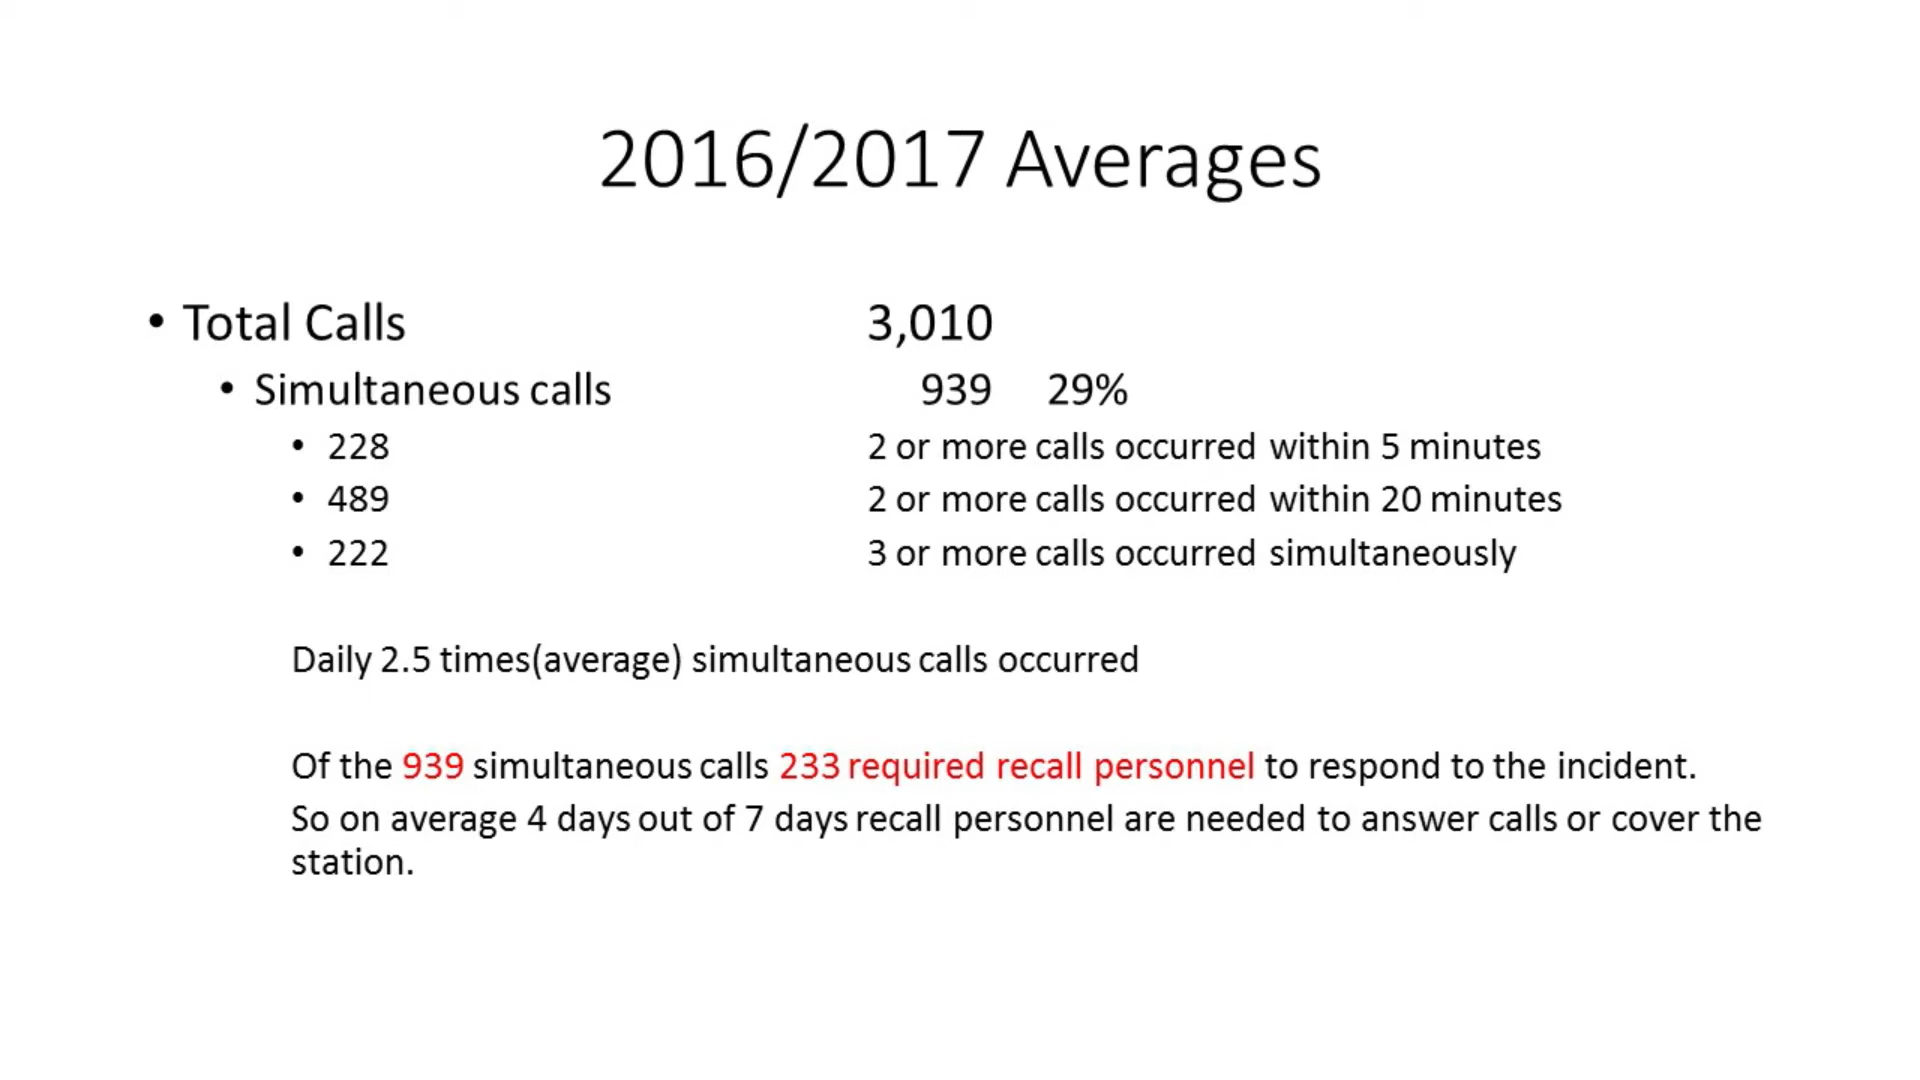 2016/2017 Averages
• Total Calls 3,010
• Simultaneous calls 939 29%
• 228 2 or more calls occurred within 5 minutes
• 489 2 or more calls occurred within 20 minutes
• 222 3 or more calls occurred simultaneously
Daily 2.5 times(average) simultaneous calls occurred
Of the 939 simultaneous calls 233 required recall personnel to respond to the incident.
So on average 4 days out of 7 days recall personnel are needed to answer calls or cover the
station.